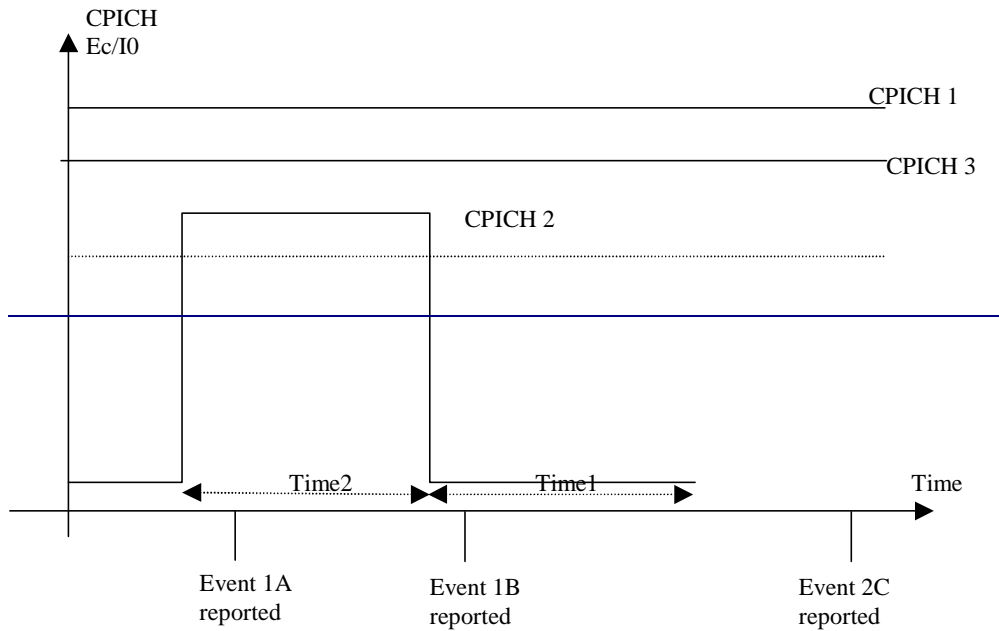 CPICH
Ec/I0
CPICH 1
CPICH 3
CPICH 2
Time2
Time1
Time
Event 1A
reported
Event 1B
reported
Event 2C
reported